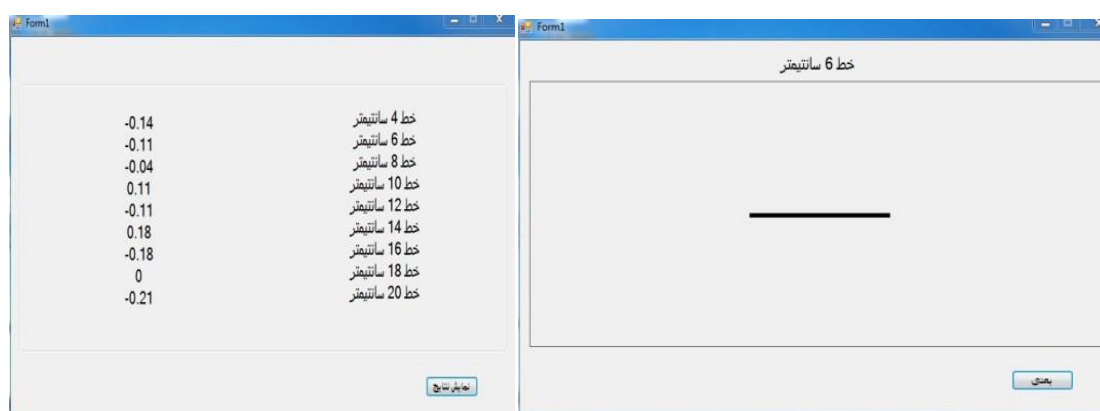 Form1
-0.14 خط 4 سانتیمتر
-0.11 خط 6 سانتیمتر
-0.04 خط 8 سانتیمتر
0.11 خط 10 سانتیمتر
-0.11 خط 12 سانتیمتر
0.18 خط 14 سانتیمتر
-0.18 خط 16 سانتیمتر
0 خط 18 سانتیمتر
-0.21 خط 20 سانتیمتر
نمایش نتایج
Form1
خط 6 سانتیمتر
بعدی